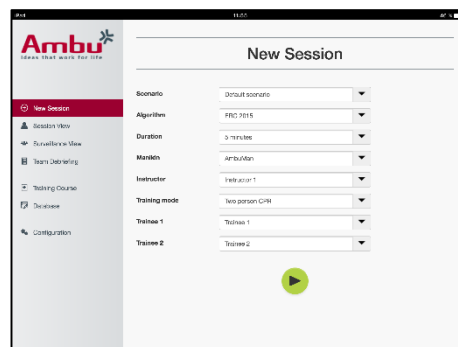 iPad 11:55
Ambu
Ideas that work for life
New Session
New Session
Session View
Surveillance View
Team Debriefing
Training Course
Database
Configuration
Scenario Default scenario
Algorithm ERC 2015
Duration 5 minutes
Manikin AmbuMan
Instructor Instructor 1
Training mode Two person CPR
Trainee 1 Trainee 1
Trainee 2 Trainee 2